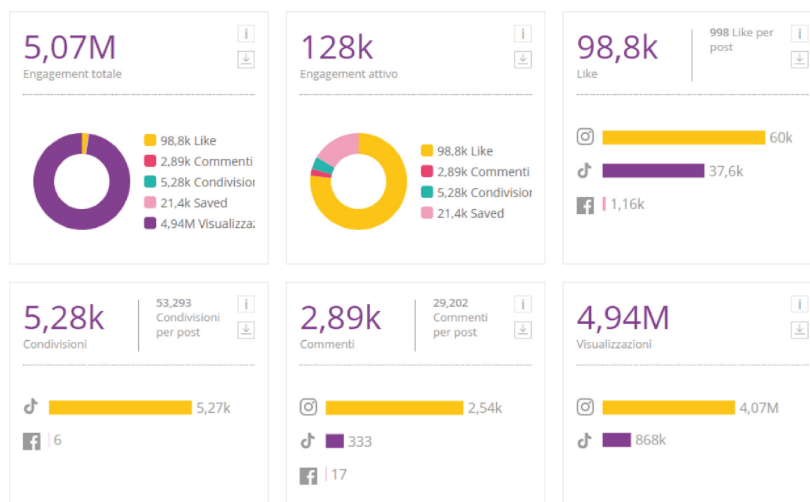 5,07M
Engagement totale
98,8k Like
2,89k Commenti
5,28k Condivisior
21,4k Saved
4,94M Visualizza
128k
Engagement attivo
98,8k Like
2,89k Commenti
5,28k Condivisior
21,4k Saved
98,8k
Like
998 Like per
post
60k
37,6k
1,16k
5,28k
Condivisioni
53,293
Condivisioni
per post
5,27k
6
2,89k
Commenti
29,202
Commenti
per post
2,54k
333
17
4,94M
Visualizzazioni
4,07M
868k